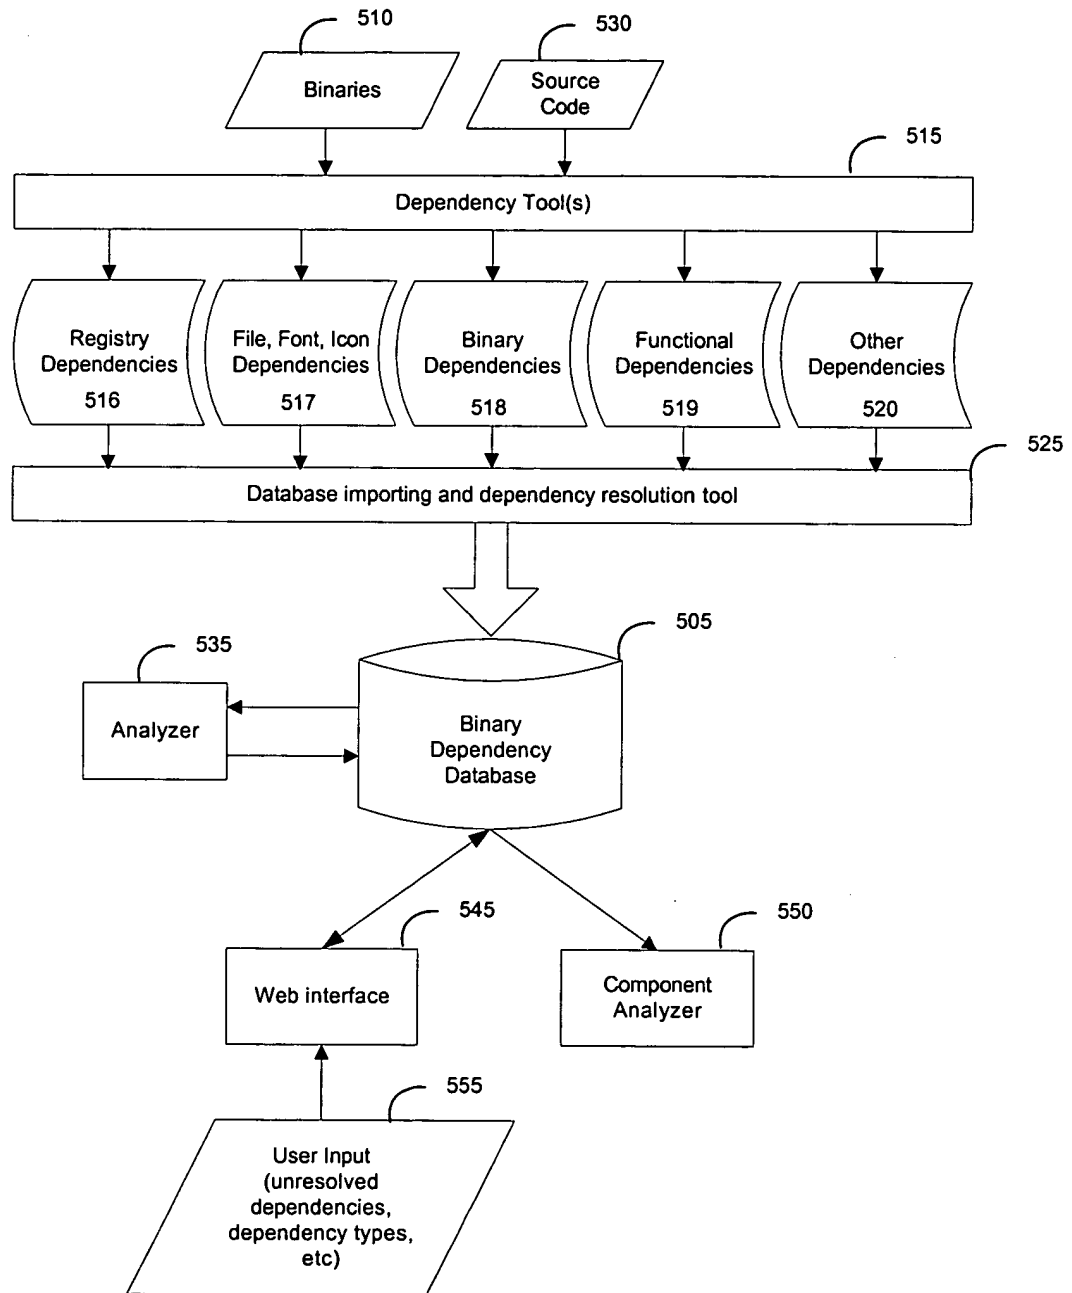 510
530
Binaries
Source
Code
515
Dependency Tool(s)
Registry
Dependencies
516
File, Font, Icon
Dependencies
517
Binary
Dependencies
518
Functional
Dependencies
519
Other
Dependencies
520
525
Database importing and dependency resolution tool
505
535
Analyzer
Binary
Dependency
Database
545
550
Web interface
Component
Analyzer
555
User Input
(unresolved
dependencies,
dependency types,
etc)